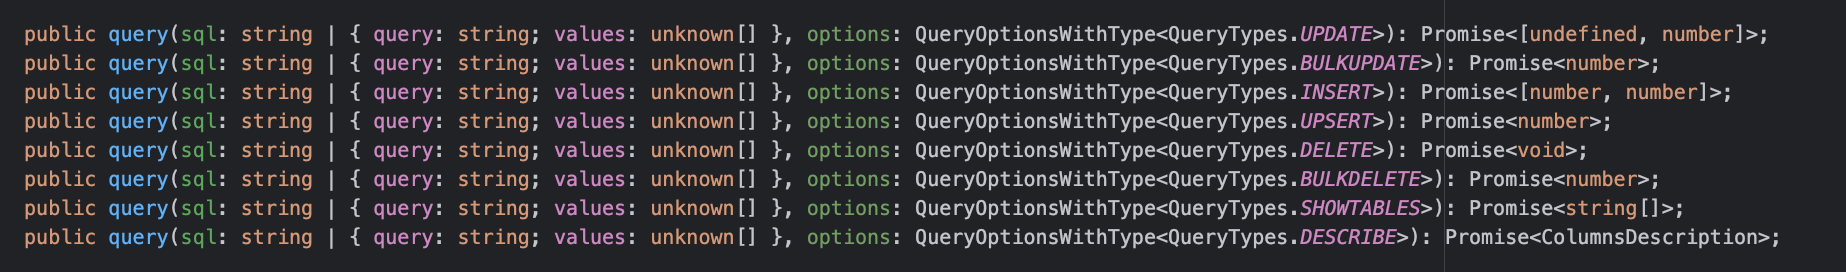 public query(sql: string | { query: string; values: unknown[] }, options: QueryOptionsWithType<QueryTypes.UPDATE>): Promise<[undefined, number]>;
public query(sql: string | { query: string; values: unknown[] }, options: QueryOptionsWithType<QueryTypes.BULKUPDATE>): Promise<number>;
public query(sql: string | { query: string; values: unknown[] }, options: QueryOptionsWithType<QueryTypes.INSERT>): Promise<[number, number]>;
public query(sql: string | { query: string; values: unknown[] }, options: QueryOptionsWithType<QueryTypes.UPSERT>): Promise<number>;
public query(sql: string | { query: string; values: unknown[] }, options: QueryOptionsWithType<QueryTypes.DELETE>): Promise<void>;
public query(sql: string | { query: string; values: unknown[] }, options: QueryOptionsWithType<QueryTypes.BULKDELETE>): Promise<number>;
public query(sql: string | { query: string; values: unknown[] }, options: QueryOptionsWithType<QueryTypes.SHOWTABLES>): Promise<string[]>;
public query(sql: string | { query: string; values: unknown[] }, options: QueryOptionsWithType<QueryTypes.DESCRIBE>): Promise<ColumnsDescription>;